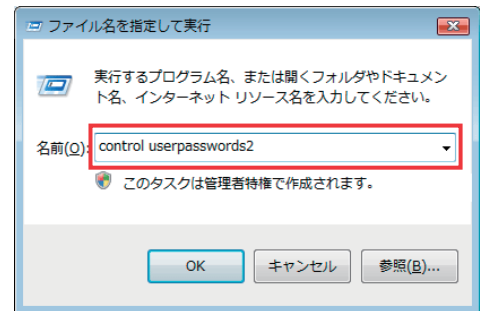 ファイル名を指定して実行
実行するプログラム名、または開くフォルダやドキュメン
ト名、インターネット リソース名を入力してください。
名前(O): control userpasswords2
このタスクは管理者特権で作成されます。
OK キャンセル 参照(B)...